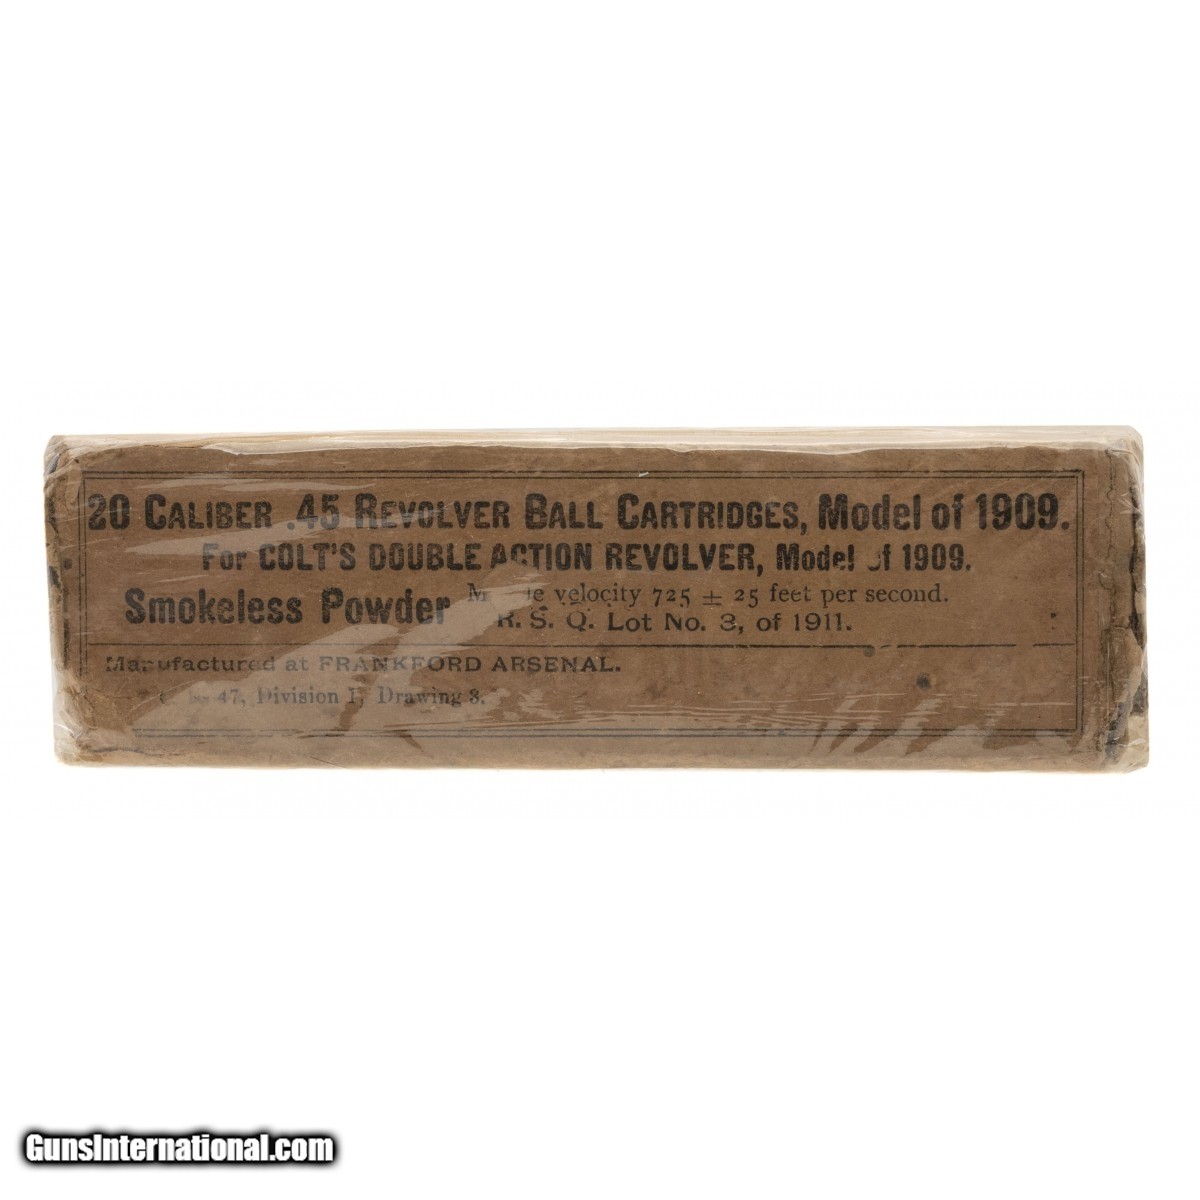 20 CALIBER .45 REVOLVER BALL CARTRIDGES, Model of 1909.
For COLT'S DOUBLE ACTION REVOLVER, Model of 1909.
Smokeless Powder
velocity 725 ± 25 feet per second.
R. S. Q. Lot No. 3, of 1911.
Manufactured at FRANKFORD ARSENAL.
47, Division I, Drawing 3.
GunsInternational.com